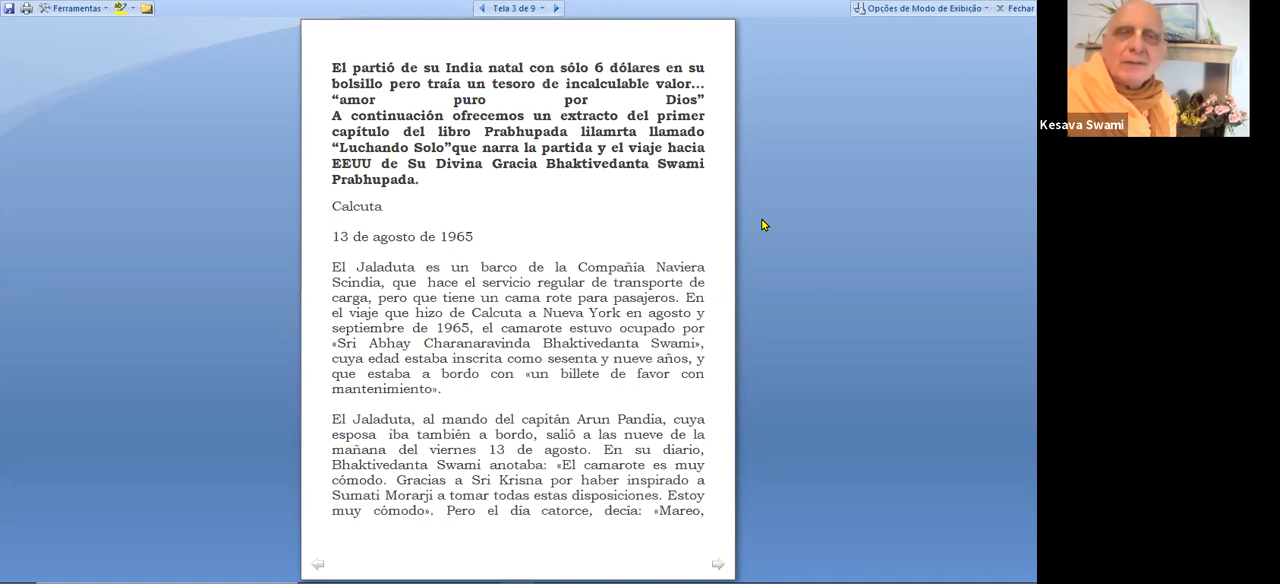 Ferramentas
Tela 3 de 9
Opções de Modo de Exibição
Fechar
El partió de su India natal con sólo 6 dólares en su
bolsillo pero traía un tesoro de incalculable valor...
“amor puro por Dios”
A continuación ofrecemos un extracto del primer
capítulo del libro Prabhupada lilamrta llamado
“Luchando Solo”que narra la partida y el viaje hacia
EEUU de Su Divina Gracia Bhaktivedanta Swami
Prabhupada.
Calcuta
13 de agosto de 1965
El Jaladuta es un barco de la Compañía Naviera
Scindia, que hace el servicio regular de transporte de
carga, pero que tiene un cama rote para pasajeros. En
el viaje que hizo de Calcuta a Nueva York en agosto y
septiembre de 1965, el camarote estuvo ocupado por
«Sri Abhay Charanaravinda Bhaktivedanta Swami»,
cuya edad estaba inscrita como sesenta y nueve años, y
que estaba a bordo con «un billete de favor con
mantenimiento».
El Jaladuta, al mando del capitán Arun Pandia, cuya
esposa iba también a bordo, salió a las nueve de la
mañana del viernes 13 de agosto. En su diario,
Bhaktivedanta Swami anotaba: «El camarote es muy
cómodo. Gracias a Sri Krisna por haber inspirado a
Sumati Morarji a tomar todas estas disposiciones. Estoy
muy cómodo». Pero el día catorce, decía: «Mareo,
Kesava Swami